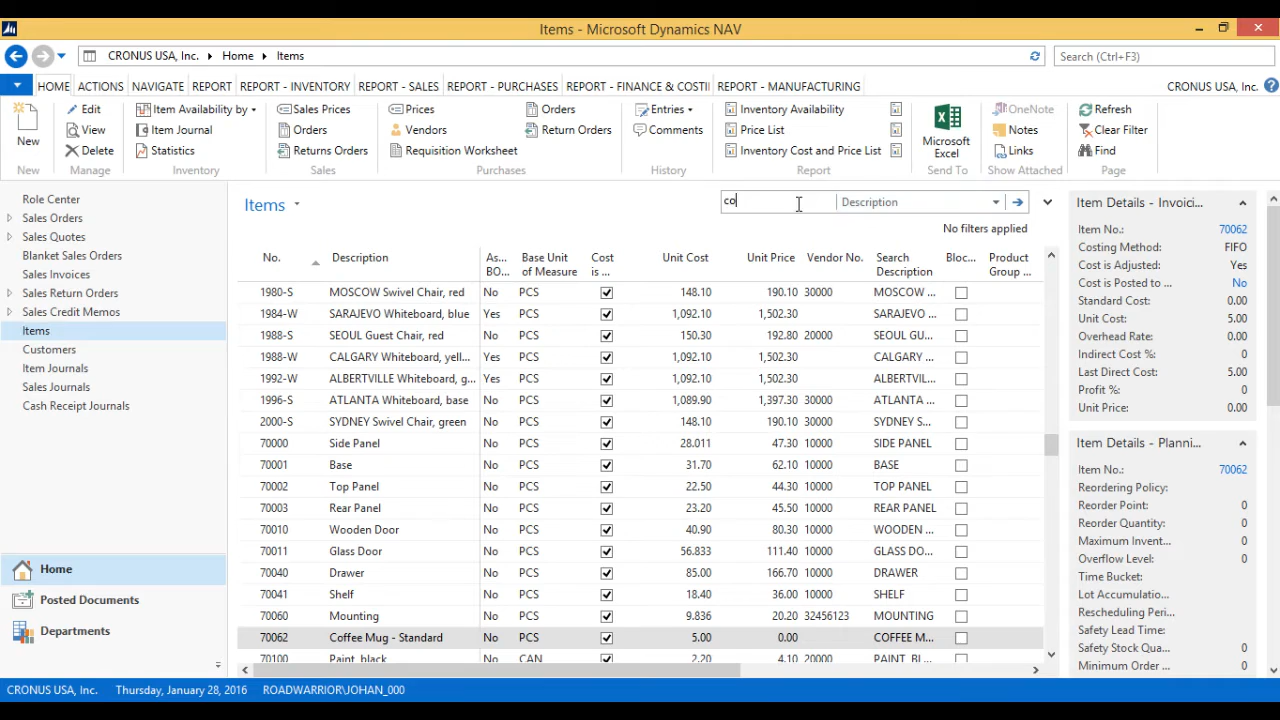 Items - Microsoft Dynamics NAV
CRONUS USA, Inc. Home Items
Search (Ctrl+F3)
HOME ACTIONS NAVIGATE REPORT REPORT - INVENTORY REPORT - SALES REPORT - PURCHASES REPORT - FINANCE & COSTII REPORT - MANUFACTURING CRONUS USA, Inc.
New
Edit
View
Delete
Item Availability by
Item Journal
Statistics
Sales Prices
Orders
Returns Orders
Prices
Vendors
Requisition Worksheet
Orders
Return Orders
Entries
Comments
Inventory Availability
Price List
Inventory Cost and Price List
Microsoft
Excel
OneNote
Notes
Links
Refresh
Clear Filter
Find
New Manage Inventory Sales Purchases History Report Send To Show Attached Page
Role Center
Sales Orders
Sales Quotes
Blanket Sales Orders
Sales Invoices
Sales Return Orders
Sales Credit Memos
Items
Customers
Item Journals
Sales Journals
Cash Receipt Journals
Home
Posted Documents
Departments
Items
co Description
No filters applied
No. Description As... Base Unit Cost Unit Cost Unit Price Vendor No. Search Bloc... Product
BO... of Measure is ... Description Group ...
1980-S MOSCOW Swivel Chair, red No PCS 148.10 190.10 30000 MOSCOW ...
1984-W SARAJEVO Whiteboard, blue Yes PCS 1,092.10 1,502.30 SARAJEV...
1988-S SEOUL Guest Chair, red No PCS 150.30 192.80 20000 SEOUL GU...
1988-W CALGARY Whiteboard, yell... Yes PCS 1,092.10 1,502.30 CALGARY...
1992-W ALBERTVILLE Whiteboard, g... Yes PCS 1,092.10 1,502.30 ALBERTVIL...
1996-S ATLANTA Whiteboard, base No PCS 1,089.90 1,397.30 30000 ATLANTA ...
2000-S SYDNEY Swivel Chair, green No PCS 148.10 190.10 30000 SYDNEY S...
70000 Side Panel No PCS 28.011 47.30 10000 SIDE PANEL
70001 Base No PCS 31.70 62.10 10000 BASE
70002 Top Panel No PCS 22.50 44.30 10000 TOP PANEL
70003 Rear Panel No PCS 23.20 45.50 10000 REAR PANEL
70010 Wooden Door No PCS 40.90 80.30 10000 WOODEN ...
70011 Glass Door No PCS 56.833 111.40 10000 GLASS DO...
70040 Drawer No PCS 85.00 166.70 10000 DRAWER
70041 Shelf No PCS 18.40 36.00 10000 SHELF
70060 Mounting No PCS 9.836 20.20 32456123 MOUNTING
70062 Coffee Mug - Standard No PCS 5.00 0.00 COFFEE M...
70100 Paint, black No CAN 2.20 4.10 20000 PAINT, BL...
Item Details - Invoici...
Item No.: 70062
Costing Method: FIFO
Cost is Adjusted: Yes
Cost is Posted to ... No
Standard Cost: 0.00
Unit Cost: 5.00
Overhead Rate: 0.00
Indirect Cost %: 0
Last Direct Cost: 5.00
Profit %: 0
Unit Price: 0.00
Item Details - Planni...
Item No.: 70062
Reordering Policy:
Reorder Point: 0
Reorder Quantity: 0
Maximum Invent... 0
Overflow Level: 0
Time Bucket:
Lot Accumulatio...
Rescheduling Peri...
Safety Lead Time:
Safety Stock Qua... 0
Minimum Order ... 0
CRONUS USA, Inc. Thursday, January 28, 2016 ROADWARRIOR\JOHAN_000